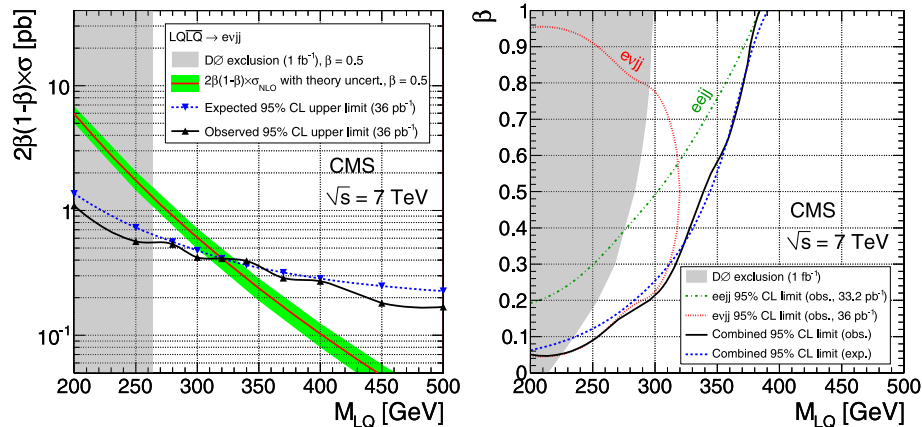 2β(1-β)×σ [pb]
LQL̅Q̅ → eνjj
DØ exclusion (1 fb⁻¹), β = 0.5
2β(1-β)×σ_NLO with theory uncert., β = 0.5
Expected 95% CL upper limit (36 pb⁻¹)
Observed 95% CL upper limit (36 pb⁻¹)
CMS
√s = 7 TeV
10
1
10⁻¹
200 250 300 350 400 450 500
M_LQ [GeV]
β
1
0.9
0.8
0.7
0.6
0.5
0.4
0.3
0.2
0.1
0
eνjj
eejj
CMS
√s = 7 TeV
DØ exclusion (1 fb⁻¹)
eejj 95% CL limit (obs., 33.2 pb⁻¹)
eνjj 95% CL limit (obs., 36 pb⁻¹)
Combined 95% CL limit (obs.)
Combined 95% CL limit (exp.)
200 250 300 350 400 450 500
M_LQ [GeV]